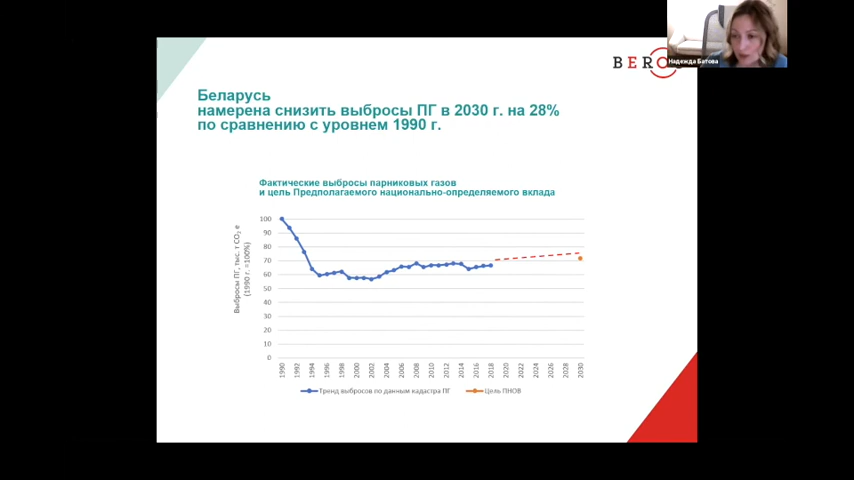 Надежда Батова
BERO
Беларусь
намерена снизить выбросы ПГ в 2030 г. на 28%
по сравнению с уровнем 1990 г.
Фактические выбросы парниковых газов
и цель Предполагаемого национально-определяемого вклада
Выбросы ПГ, тыс. т CO₂ е
(1990 г. =100%)
100
90
80
70
60
50
40
30
20
10
0
1990 1992 1994 1996 1998 2000 2002 2004 2006 2008 2010 2012 2014 2016 2018 2020 2022 2024 2026 2028 2030
Тренд выбросов по данным кадастра ПГ Цель ПНОВ